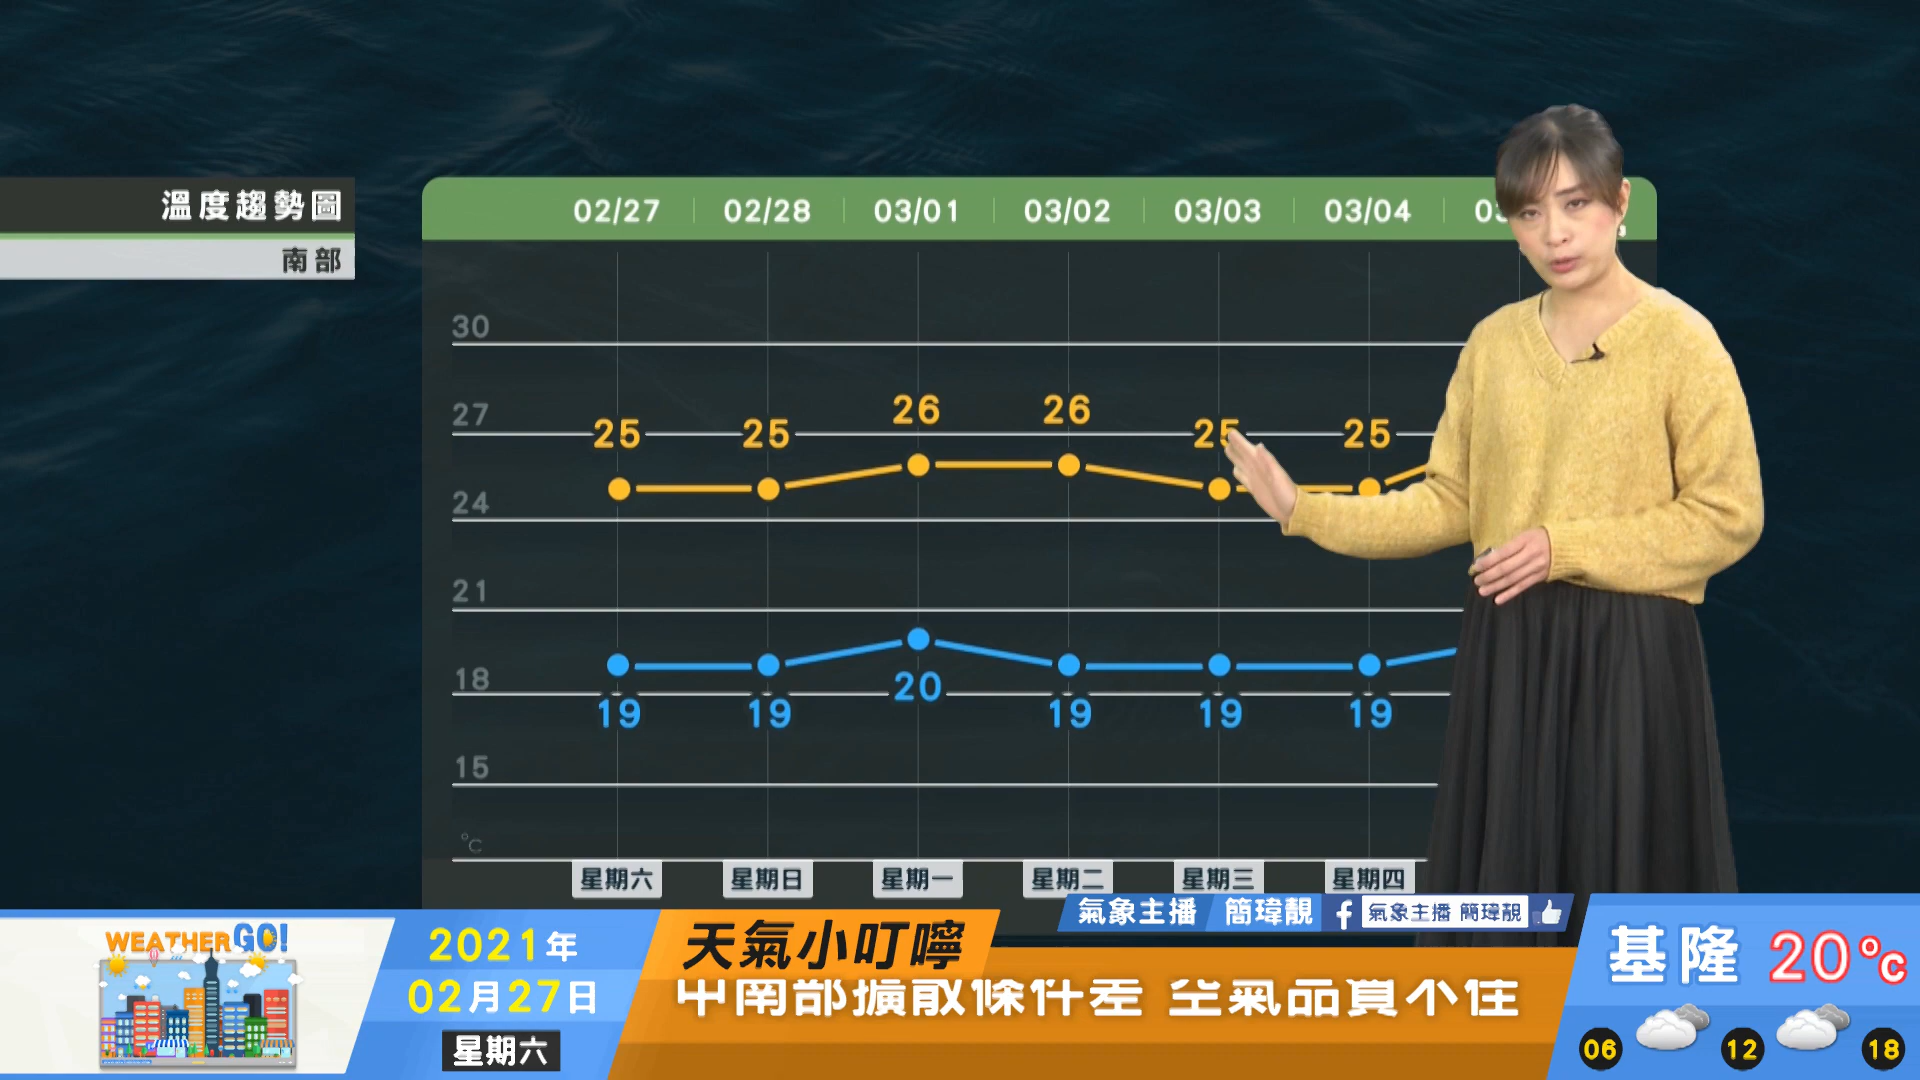 溫度趨勢圖
南部
02/27 02/28 03/01 03/02 03/03 03/04
30
27
24
21
18
15
°C
25 25 26 26 25 25
19 19 20 19 19 19
星期六 星期日 星期一 星期二 星期三 星期四
氣象主播 簡瑋靚 f 氣象主播 簡瑋靚
WEATHER GO!
2021年
02月27日
星期六
天氣小叮嚀
中南部擴散條件差 空氣品質不佳
基隆 20°C
06 12 18